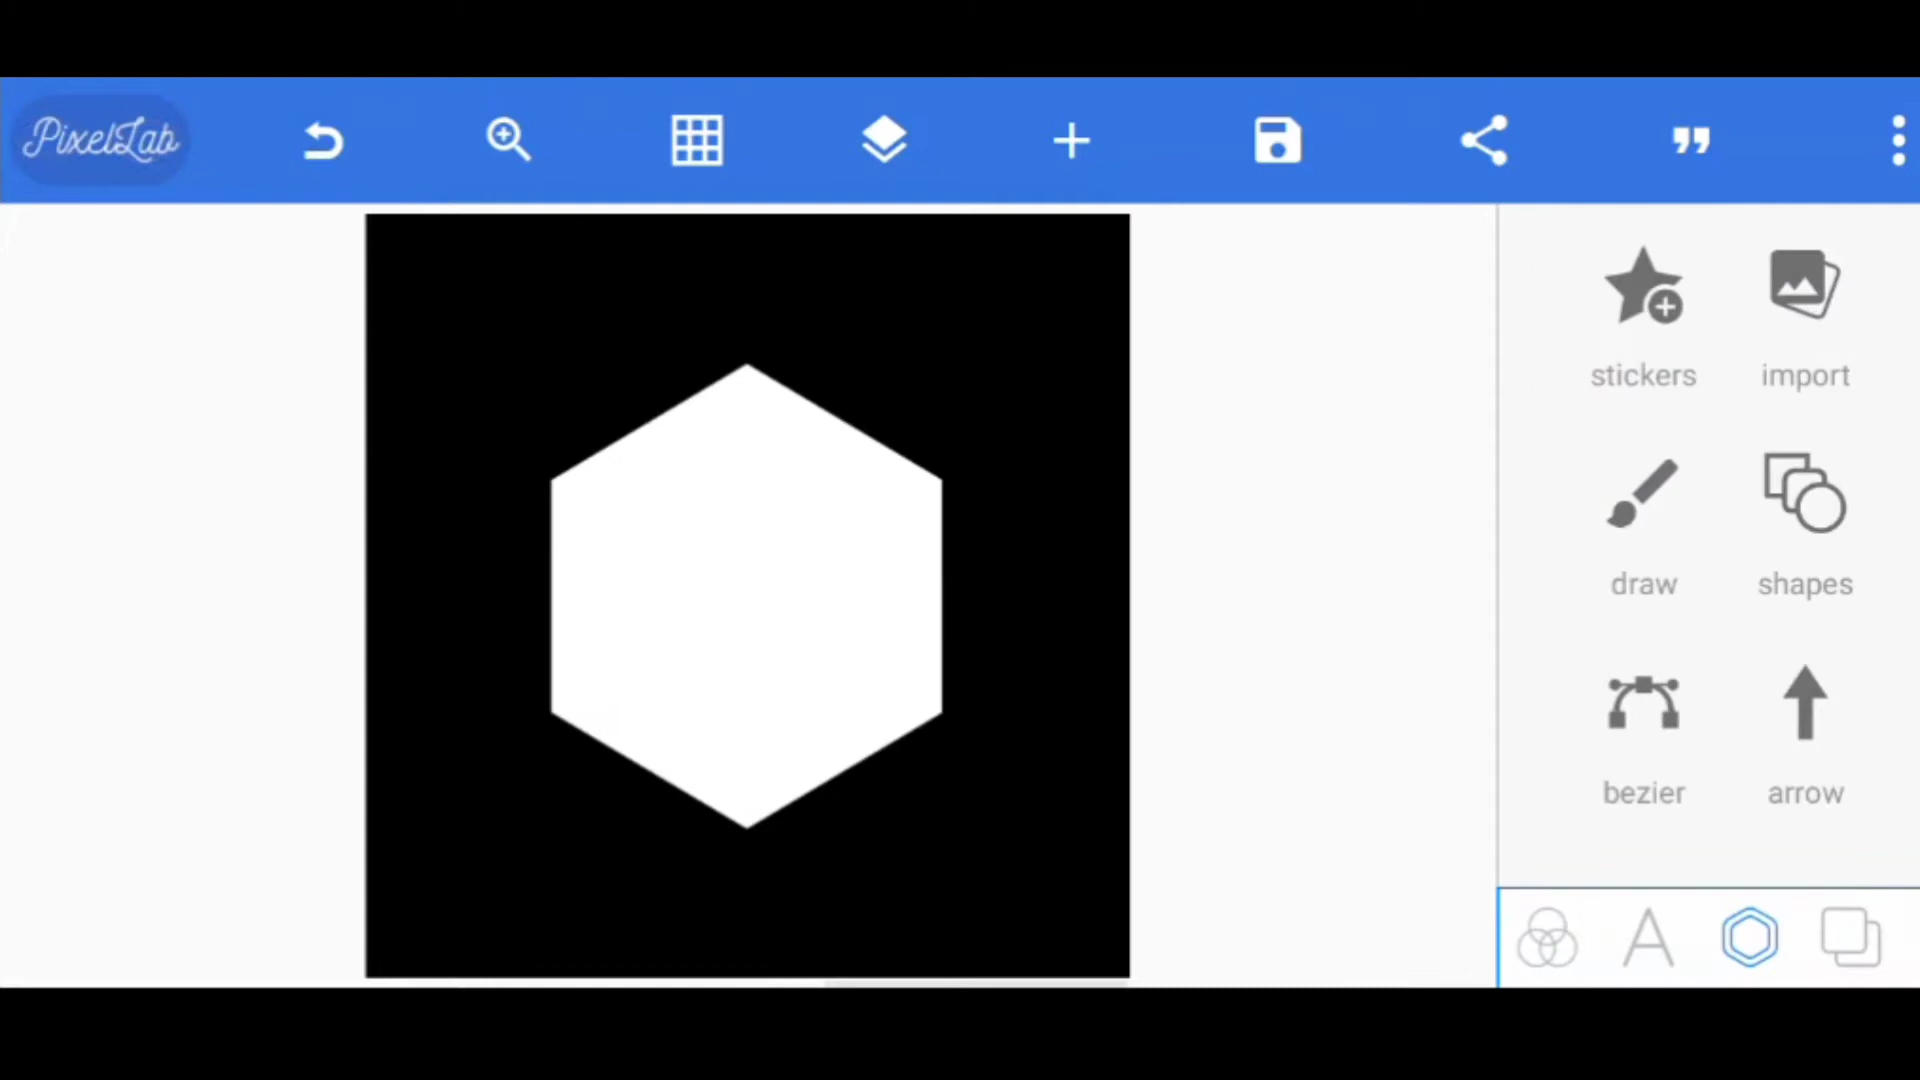 PixelLab
stickers
import
draw
shapes
bezier
arrow